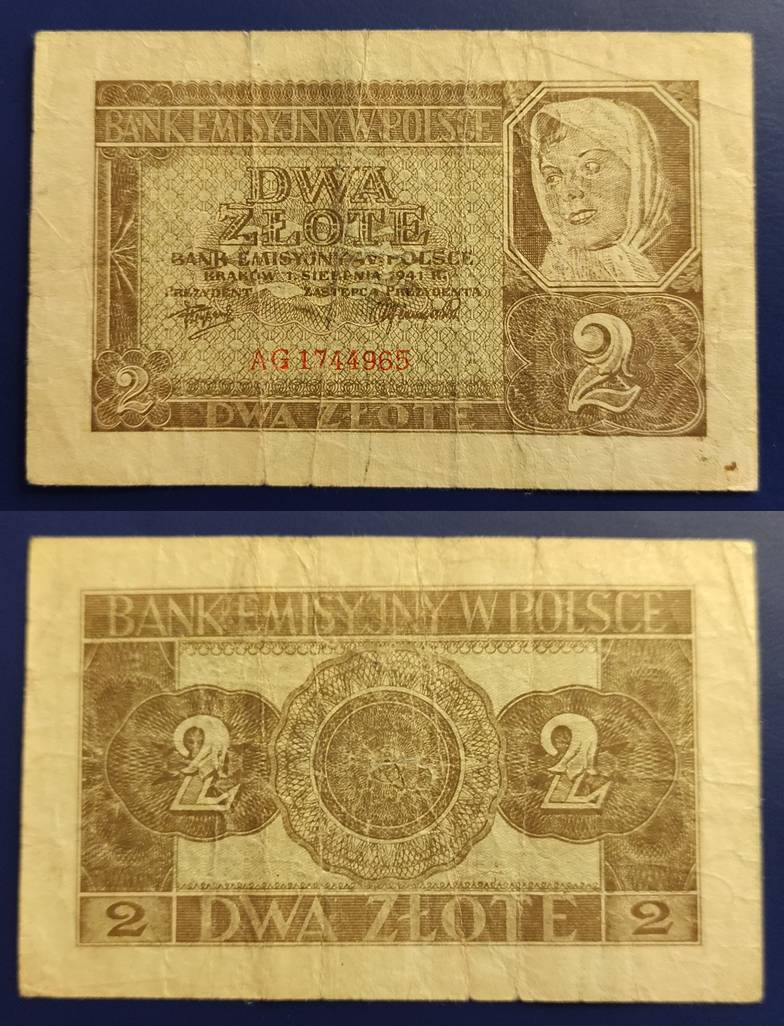 BANK EMISYJNY W POLSCE
DWA
ZŁOTE
BANK EMISYJNY W POLSCE
KRAKÓW 1. SIERPNIA 1941 R.
PREZYDENT ZASTĘPCA PREZYDENTA
AG 1744965
2
2
DWA ZŁOTE
BANK EMISYJNY W POLSCE
2
2
2
DWA ZŁOTE
2